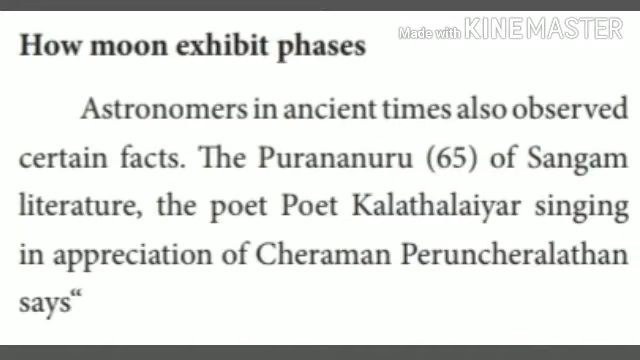 How moon exhibit phases
Made with KINEMASTER
Astronomers in ancient times also observed
certain facts. The Purananuru (65) of Sangam
literature, the poet Poet Kalathalaiyar singing
in appreciation of Cheraman Peruncheralathan
says“